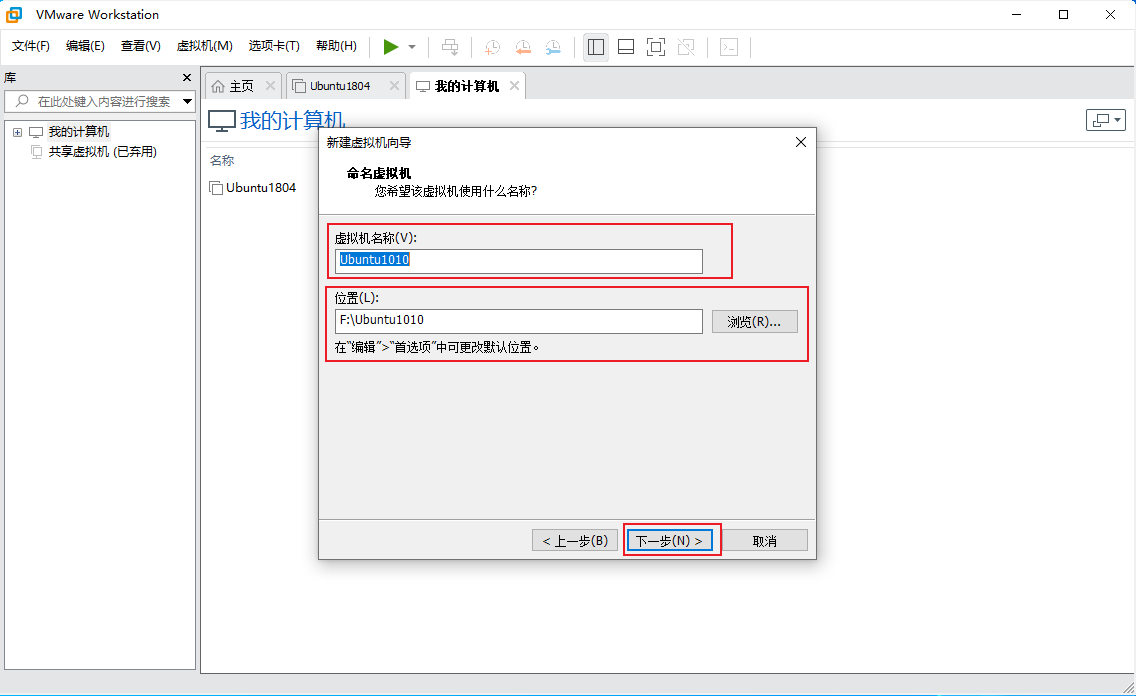 VMware Workstation
文件(F) 编辑(E) 查看(V) 虚拟机(M) 选项卡(T) 帮助(H)
库
在此处键入内容进行搜索
我的计算机
共享虚拟机 (已弃用)
主页 Ubuntu1804 我的计算机
我的计算机
名称
Ubuntu1804
新建虚拟机向导
命名虚拟机
您希望该虚拟机使用什么名称?
虚拟机名称(V):
Ubuntu1010
位置(L):
F:\Ubuntu1010
浏览(R)...
在"编辑">"首选项"中可更改默认位置。
< 上一步(B) 下一步(N) > 取消